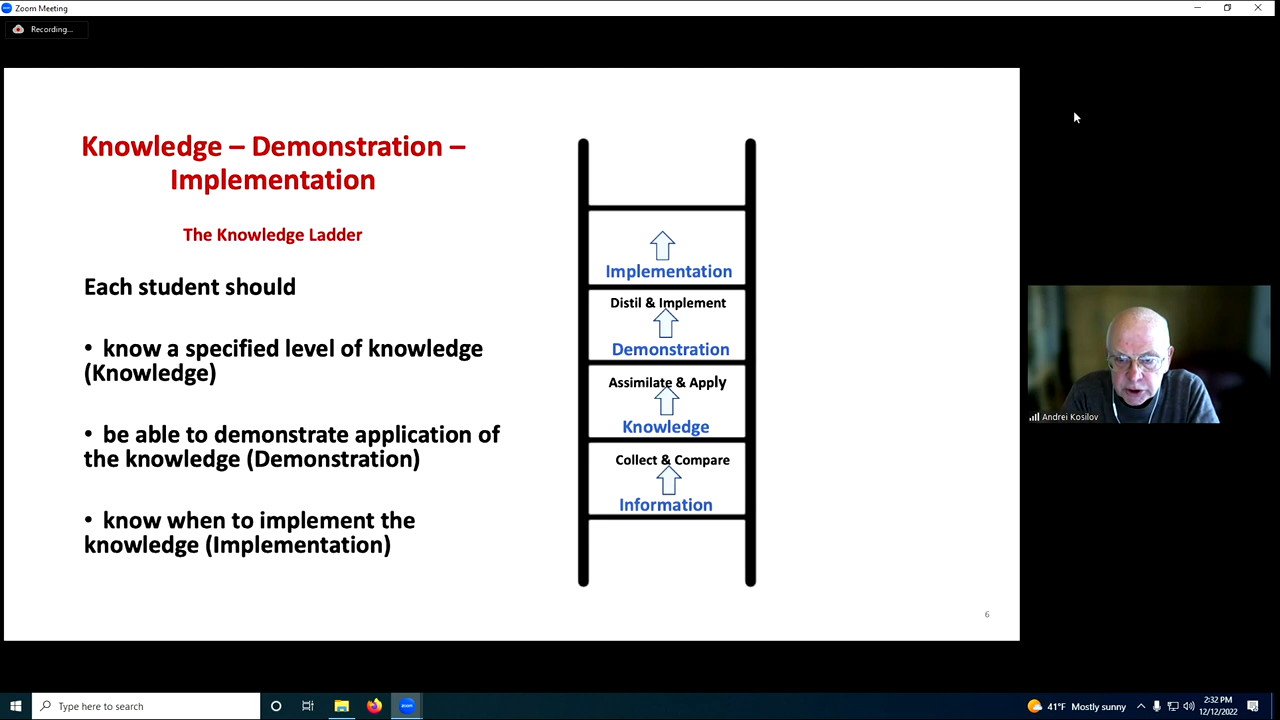 Zoom Meeting
Recording...
Knowledge – Demonstration –
Implementation
The Knowledge Ladder
Each student should
• know a specified level of knowledge
(Knowledge)
• be able to demonstrate application of
the knowledge (Demonstration)
• know when to implement the
knowledge (Implementation)
Implementation
Distil & Implement
Demonstration
Assimilate & Apply
Knowledge
Collect & Compare
Information
6
Andrei Kosilov
Type here to search
41°F Mostly sunny
2:32 PM
12/12/2022